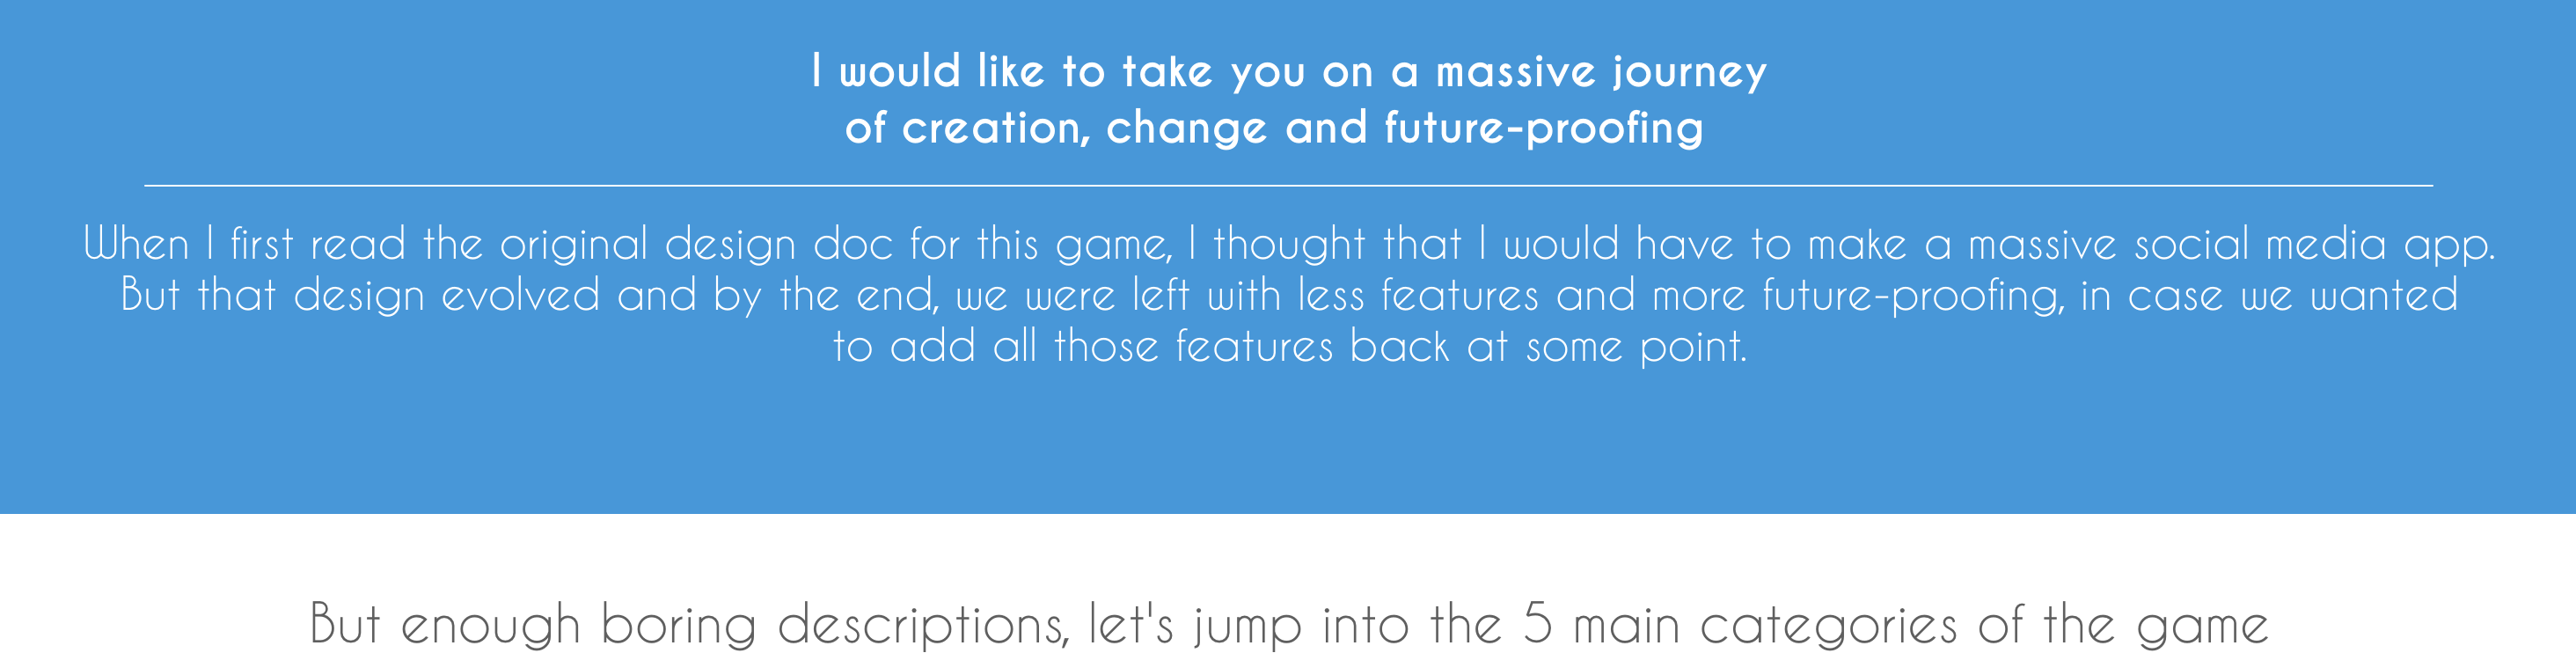 I would like to take you on a massive journey
of creation, change and future-proofing
When I first read the original design doc for this game, I thought that I would have to make a massive social media app.
But that design evolved and by the end, we were left with less features and more future-proofing, in case we wanted
to add all those features back at some point.
But enough boring descriptions, let's jump into the 5 main categories of the game